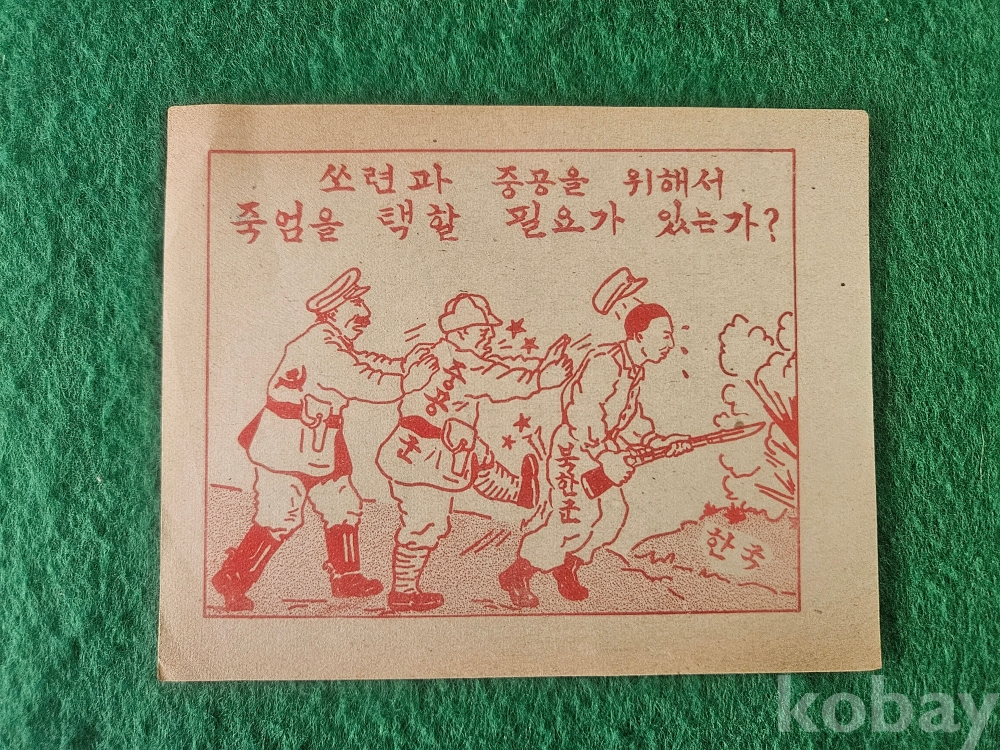 쏘련과 중공을 위해서
죽엄을 택할 필요가 있는가?
중공
군
북한군
한국
kobay